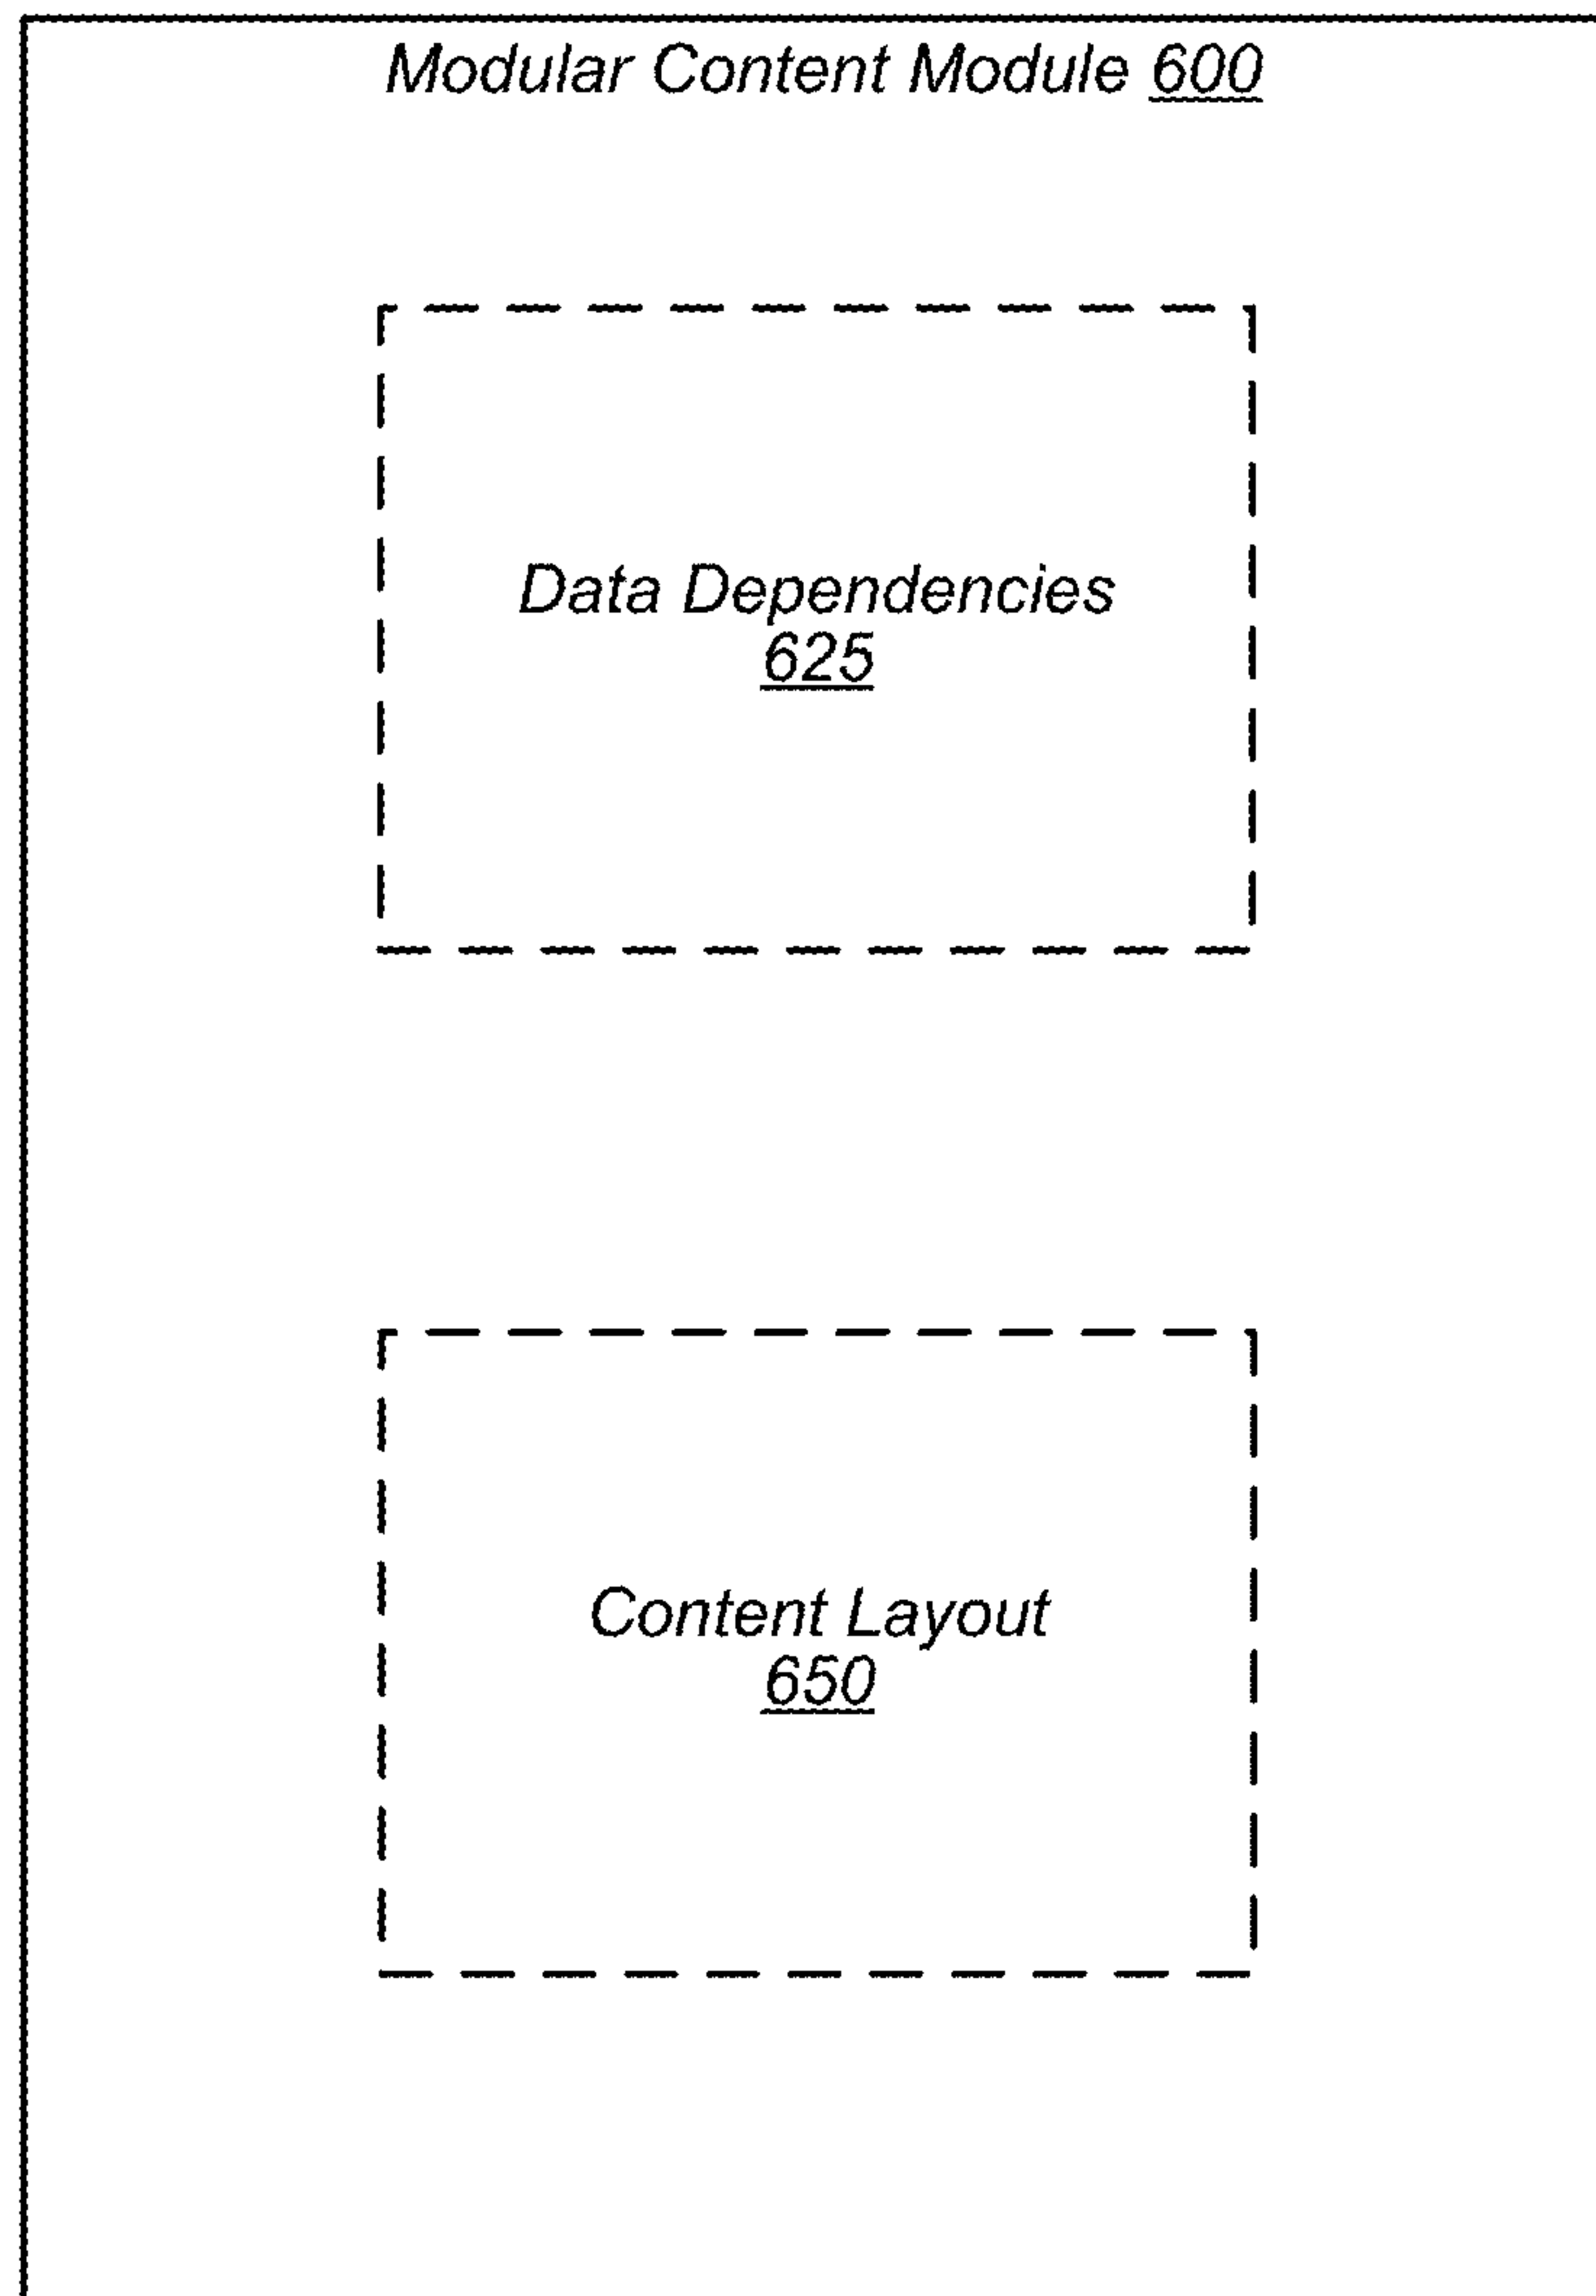 Modular Content Module 600
Data Dependencies
625
Content Layout
650